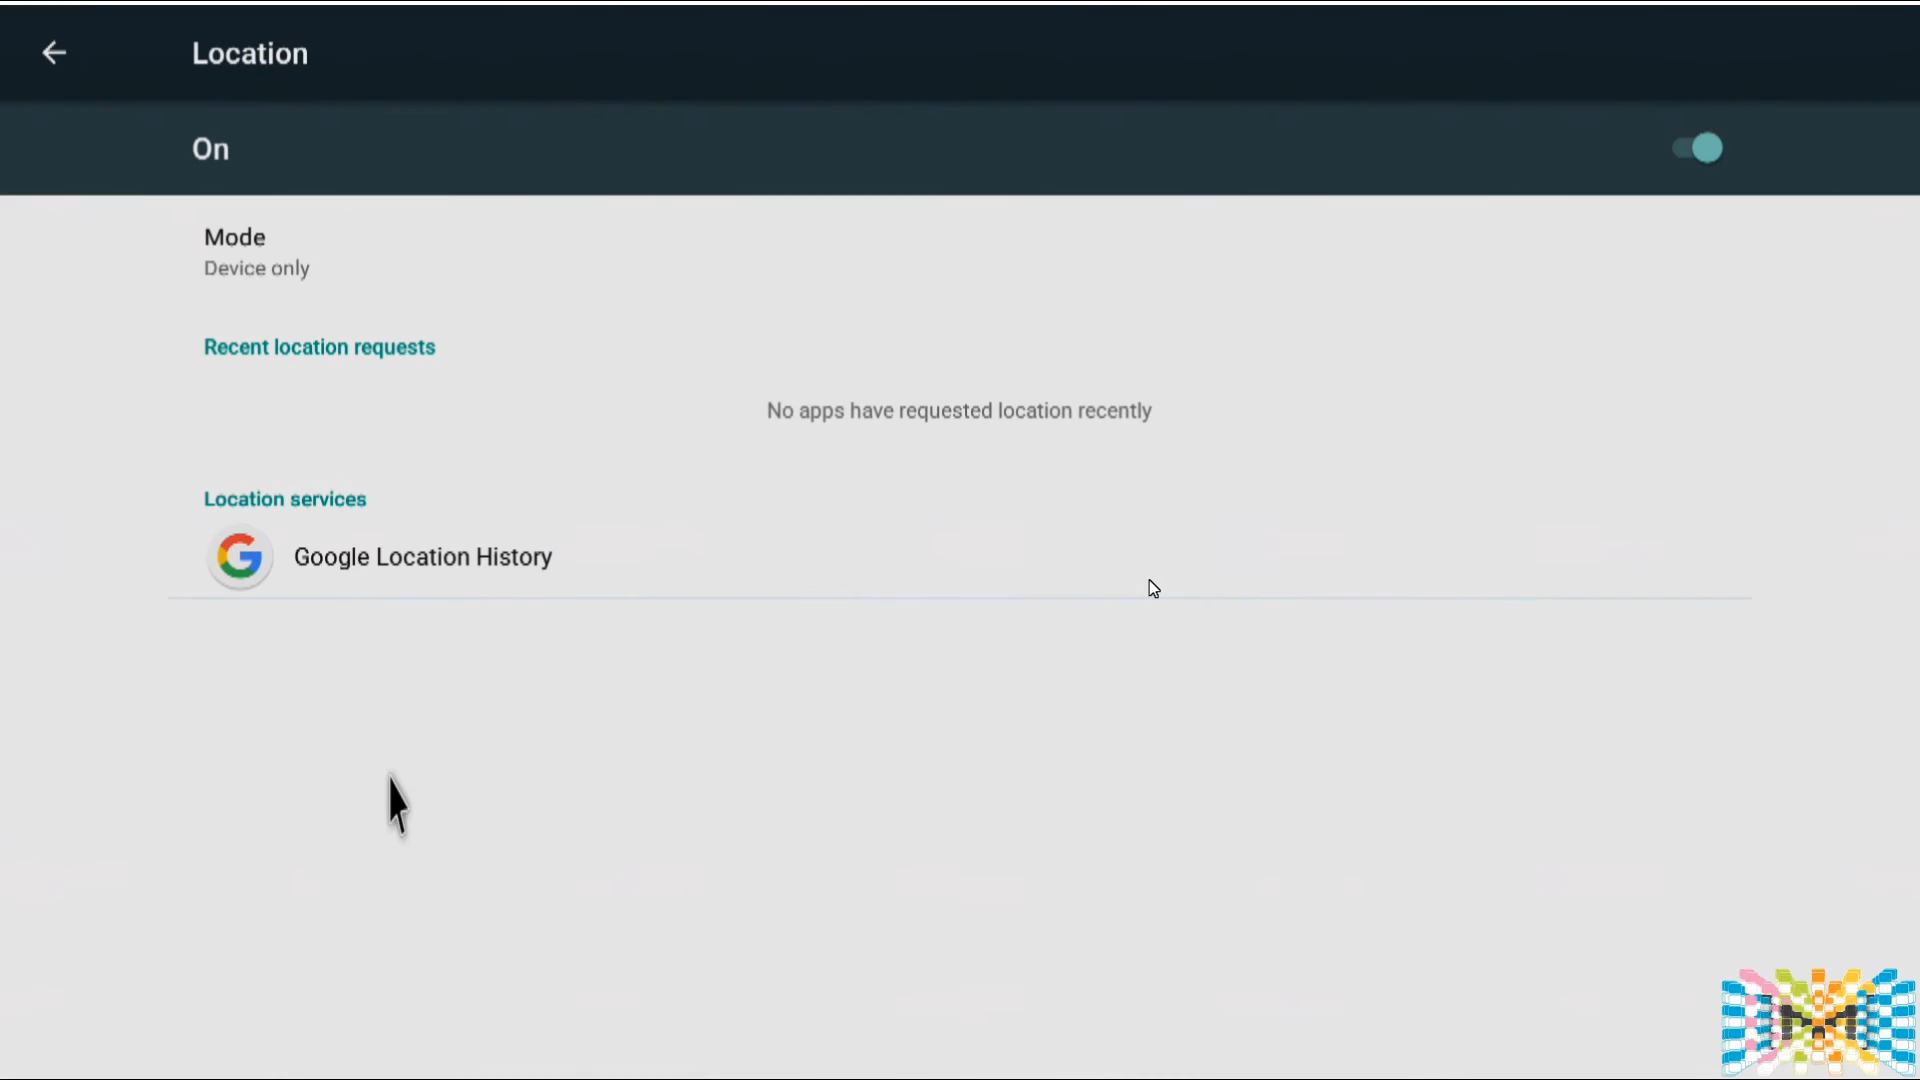 Location
On
Mode
Device only
Recent location requests
No apps have requested location recently
Location services
Google Location History